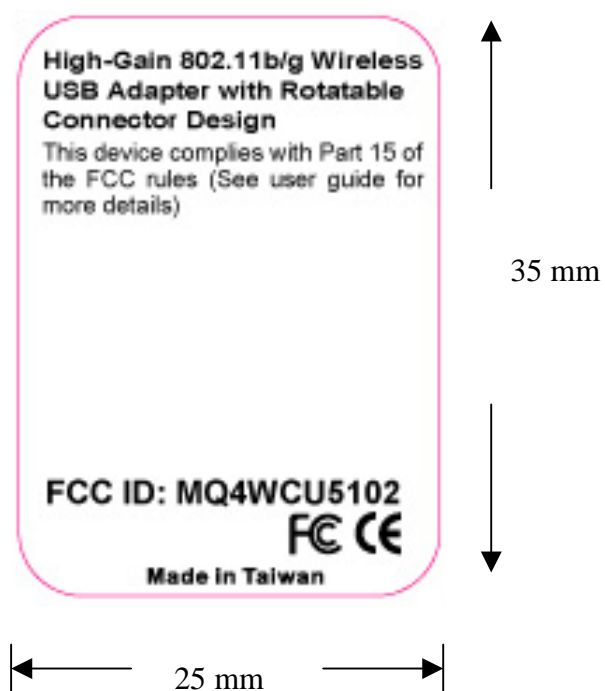 High-Gain 802.11b/g Wireless
USB Adapter with Rotatable
Connector Design
This device complies with Part 15 of
the FCC rules (See user guide for
more details)
35 mm
FCC ID: MQ4WCU5102
FC CE
Made in Taiwan
25 mm